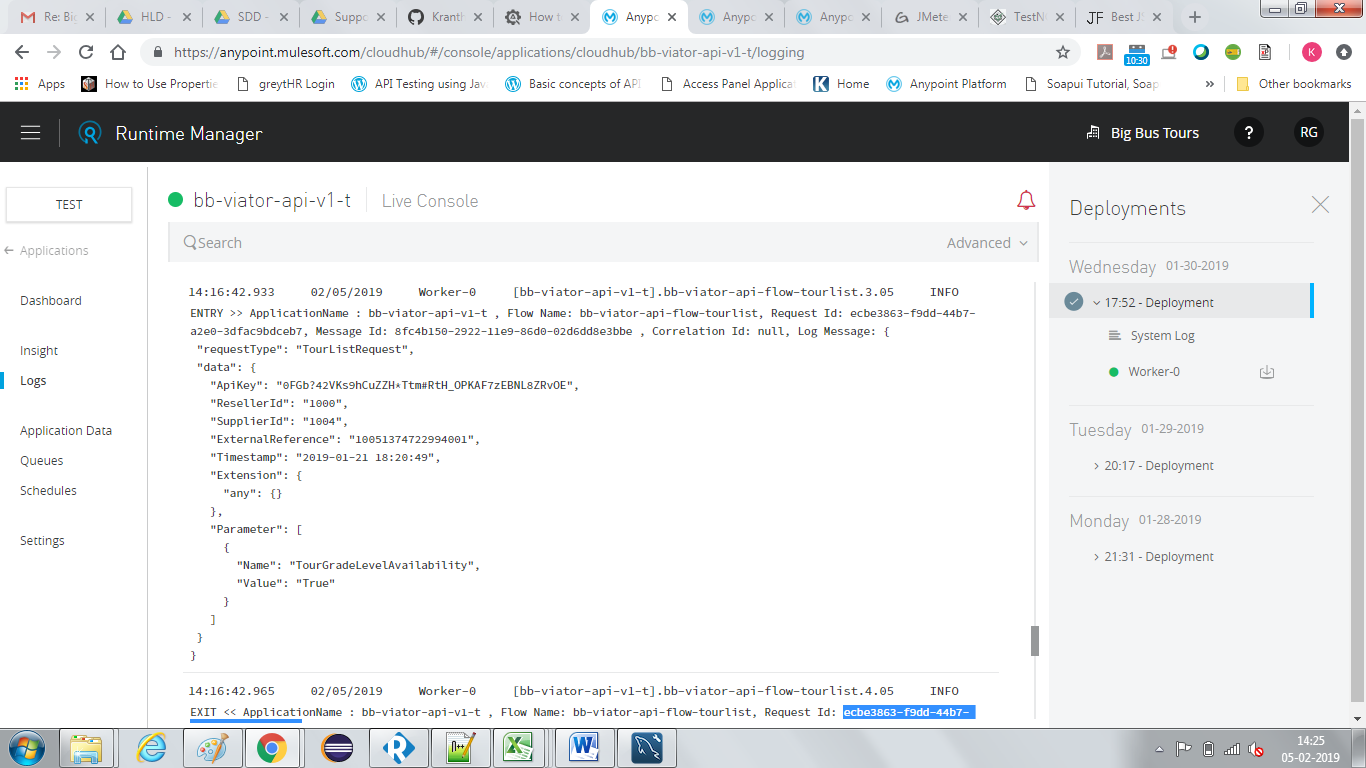 Re: Big
HLD -
SDD -
Suppo
Kranth
How t
Anypo
Anypo
Anypo
JMete
TestN
JF Best JS
https://anypoint.mulesoft.com/cloudhub/#/console/applications/cloudhub/bb-viator-api-v1-t/logging
10:30
K
Apps
How to Use Propertie
greytHR Login
API Testing using Jav
Basic concepts of API
Access Panel Applicat
Home
Anypoint Platform
Soapui Tutorial, Soap
»
Other bookmarks
Runtime Manager
Big Bus Tours
?
RG
TEST
Applications
Dashboard
Insight
Logs
Application Data
Queues
Schedules
Settings
bb-viator-api-v1-t
Live Console
Search
Advanced
14:16:42.933 02/05/2019 Worker-0 [bb-viator-api-v1-t].bb-viator-api-flow-tourlist.3.05 INFO
ENTRY >> ApplicationName : bb-viator-api-v1-t , Flow Name: bb-viator-api-flow-tourlist, Request Id: ecbe3863-f9dd-44b7-
a2e0-3dfac9bdceb7, Message Id: 8fc4b150-2922-11e9-86d0-02d6dd8e3bbe , Correlation Id: null, Log Message: {
"requestType": "TourListRequest",
"data": {
"ApiKey": "0FGb?42VKs9hCuZZH*Ttm#RtH_OPKAF7zEBNL8ZRvOE",
"ResellerId": "1000",
"SupplierId": "1004",
"ExternalReference": "10051374722994001",
"Timestamp": "2019-01-21 18:20:49",
"Extension": {
"any": {}
},
"Parameter": [
{
"Name": "TourGradeLevelAvailability",
"Value": "True"
}
]
}
}
14:16:42.965 02/05/2019 Worker-0 [bb-viator-api-v1-t].bb-viator-api-flow-tourlist.4.05 INFO
EXIT << ApplicationName : bb-viator-api-v1-t , Flow Name: bb-viator-api-flow-tourlist, Request Id: ecbe3863-f9dd-44b7-
Deployments
Wednesday 01-30-2019
17:52 - Deployment
System Log
Worker-0
Tuesday 01-29-2019
20:17 - Deployment
Monday 01-28-2019
21:31 - Deployment
14:25
05-02-2019